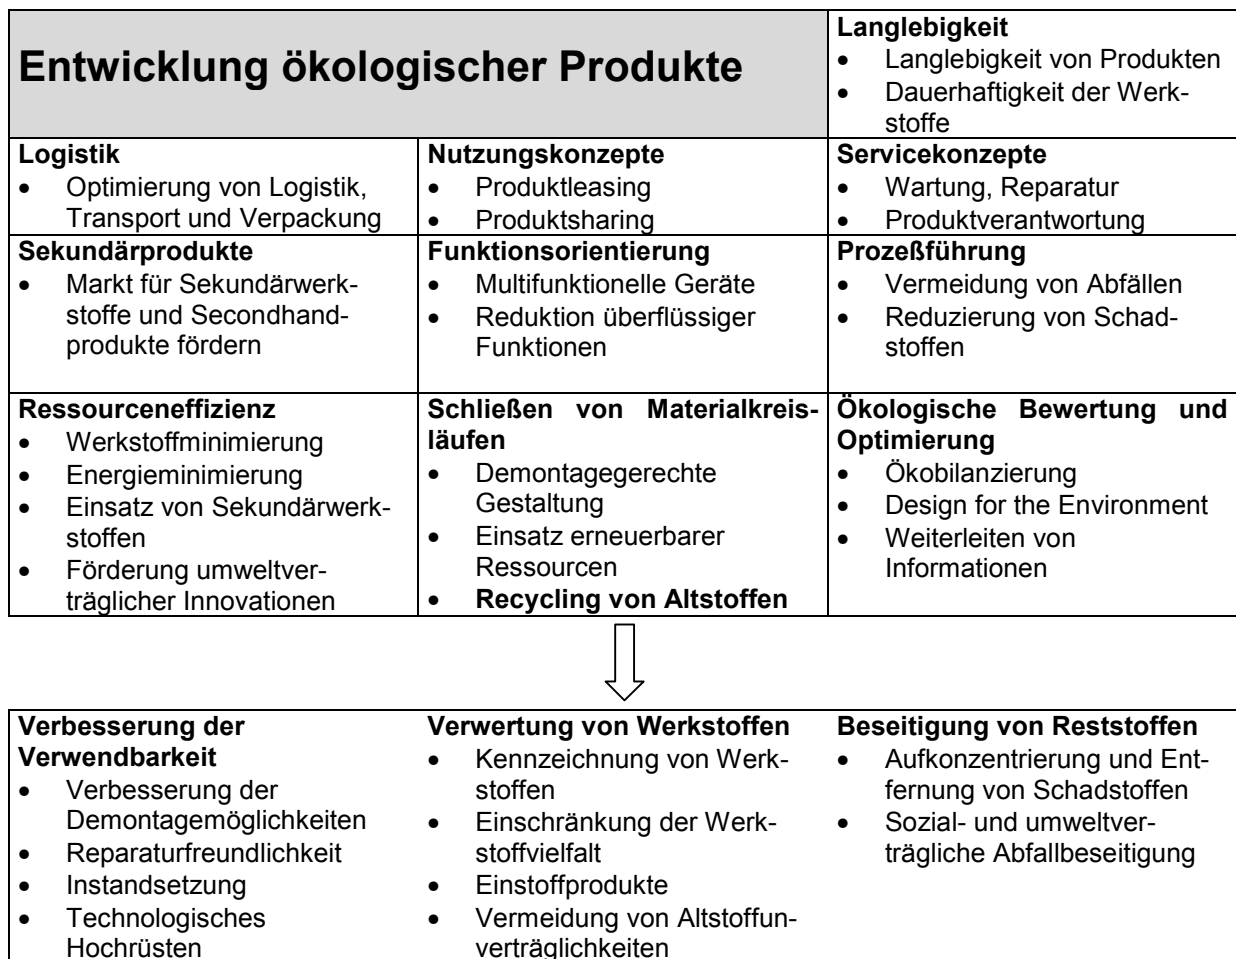 Entwicklung ökologischer Produkte
Langlebigkeit
• Langlebigkeit von Produkten
• Dauerhaftigkeit der Werk-
stoffe
Logistik
• Optimierung von Logistik,
Transport und Verpackung
Nutzungskonzepte
• Produktleasing
• Produktsharing
Servicekonzepte
• Wartung, Reparatur
• Produktverantwortung
Sekundärprodukte
• Markt für Sekundärwerk-
stoffe und Secondhand-
produkte fördern
Funktionsorientierung
• Multifunktionelle Geräte
• Reduktion überflüssiger
Funktionen
Prozeßführung
• Vermeidung von Abfällen
• Reduzierung von Schad-
stoffen
Ressourceneffizienz
• Werkstoffminimierung
• Energieminimierung
• Einsatz von Sekundärwerk-
stoffen
• Förderung umweltver-
träglicher Innovationen
Schließen von Materialkreis-
läufen
• Demontagegerechte
Gestaltung
• Einsatz erneuerbarer
Ressourcen
• Recycling von Altstoffen
Ökologische Bewertung und
Optimierung
• Ökobilanzierung
• Design for the Environment
• Weiterleiten von
Informationen
Verbesserung der
Verwendbarkeit
• Verbesserung der
Demontagemöglichkeiten
• Reparaturfreundlichkeit
• Instandsetzung
• Technologisches
Hochrüsten
Verwertung von Werkstoffen
• Kennzeichnung von Werk-
stoffen
• Einschränkung der Werk-
stoffvielfalt
• Einstoffprodukte
• Vermeidung von Altstoffun-
verträglichkeiten
Beseitigung von Reststoffen
• Aufkonzentrierung und Ent-
fernung von Schadstoffen
• Sozial- und umweltver-
trägliche Abfallbeseitigung